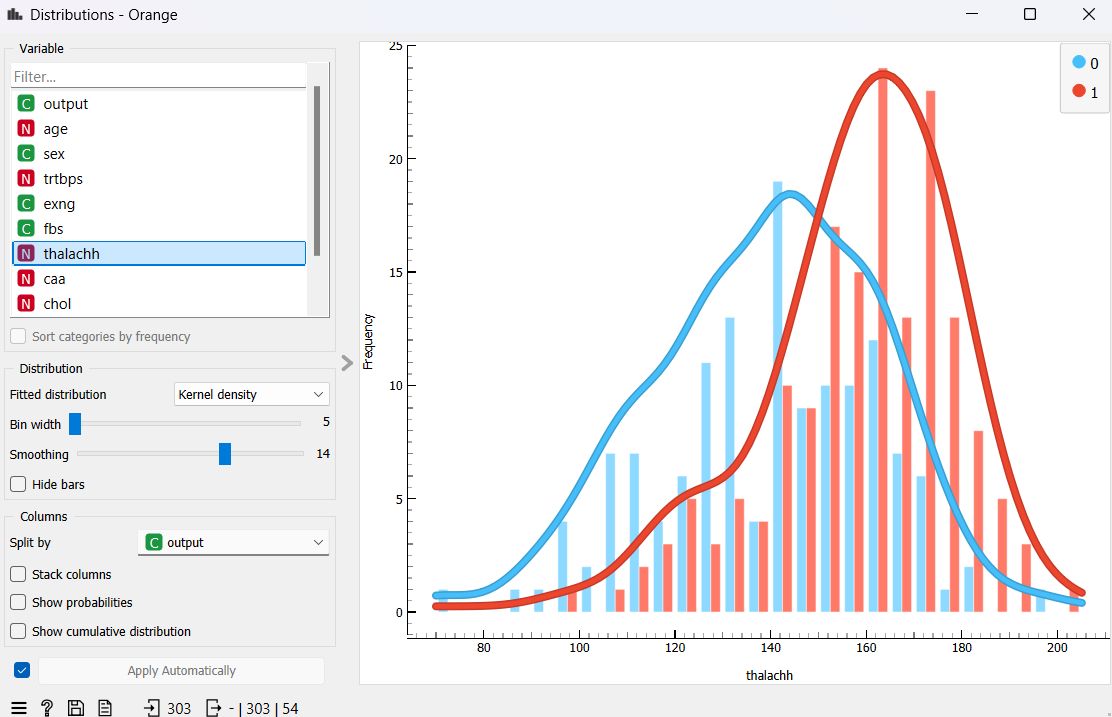 Distributions - Orange
Variable
Filter...
C output
N age
C sex
N trtbps
C exng
C fbs
N thalachh
N caa
N chol
Sort categories by frequency
Distribution
Fitted distribution Kernel density
Bin width 5
Smoothing 14
Hide bars
Columns
Split by C output
Stack columns
Show probabilities
Show cumulative distribution
Apply Automatically
? 303 - | 303 | 54
25
20
15
10
5
0
Frequency
80 100 120 140 160 180 200
thalachh
0
1